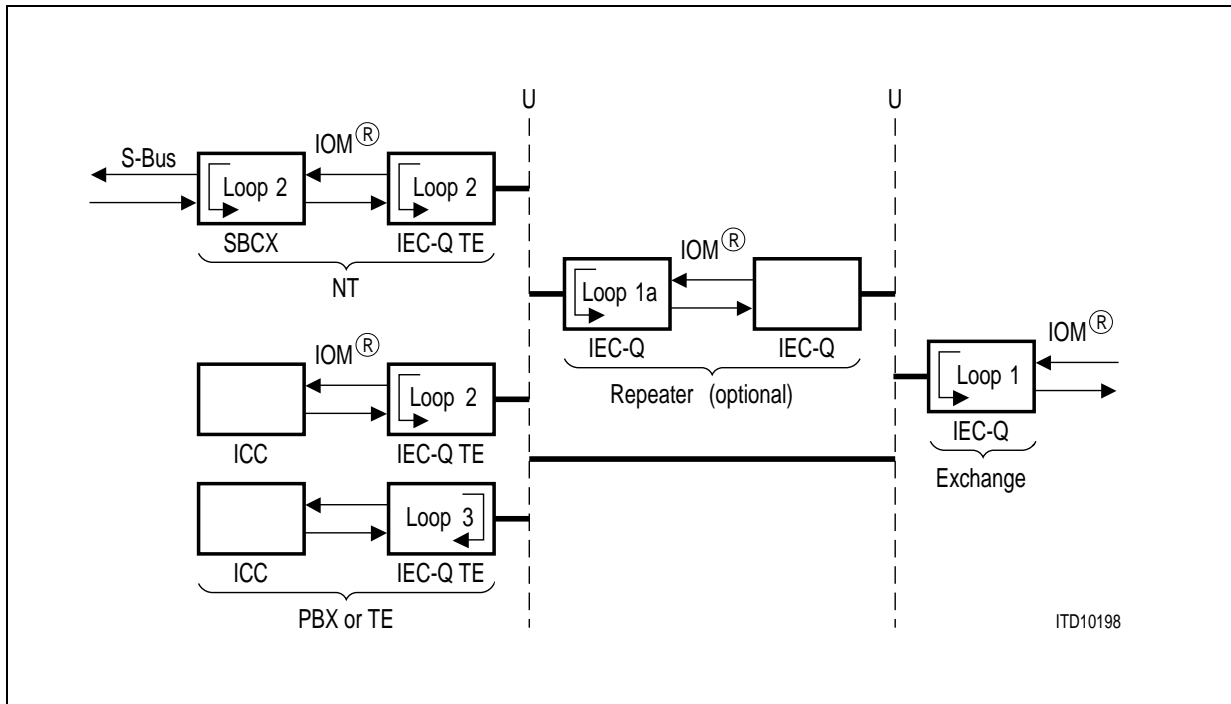 U
U
S-Bus
IOM®
Loop 2
Loop 2
SBCX
IEC-Q TE
NT
IOM®
Loop 1a
IEC-Q
IEC-Q
Repeater (optional)
IOM®
Loop 1
IEC-Q
Exchange
IOM®
Loop 2
ICC
IEC-Q TE
Loop 3
ICC
IEC-Q TE
PBX or TE
ITD10198